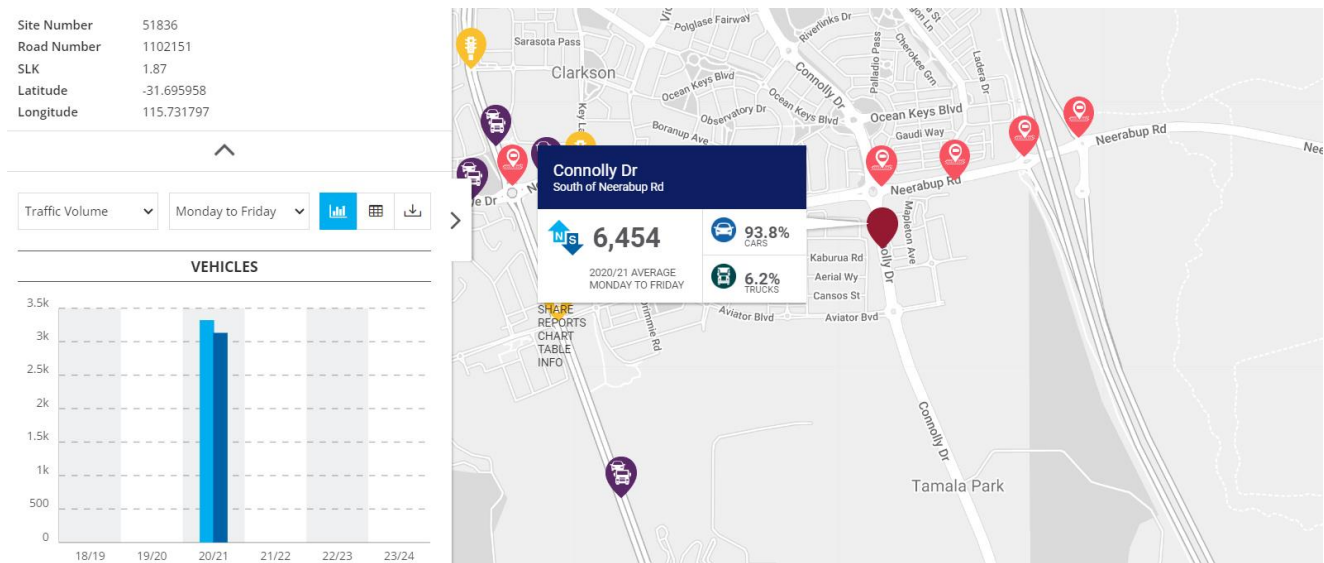 Site Number 51836
Road Number 1102151
SLK 1.87
Latitude -31.695958
Longitude 115.731797
Traffic Volume
Monday to Friday
VEHICLES
3.5k
3k
2.5k
2k
1.5k
1k
500
0
18/19 19/20 20/21 21/22 22/23 23/24
Polglase Fairway
Riverlinks Dr
Sarasota Pass
Clarkson
Connolly Dr
Palladio Pass
Cherokee Grn
Ladera Dr
Ocean Keys Blvd
Key La
Observatory Dr
Ocean Keys Blvd
Ocean Keys Blvd
Boranup Ave
Gaudi Way
Neerabup Rd
Nee
Connolly Dr
South of Neerabup Rd
Neerabup Rd
N S
6,454
2020/21 AVERAGE
MONDAY TO FRIDAY
93.8%
CARS
6.2%
TRUCKS
Mapleton Ave
Kaburua Rd
Aerial Wy
Cansos St
olly Dr
SHARE
REPORTS
CHART
TABLE
INFO
Aviator Blvd
Aviator Bvd
Connolly Dr
Tamala Park